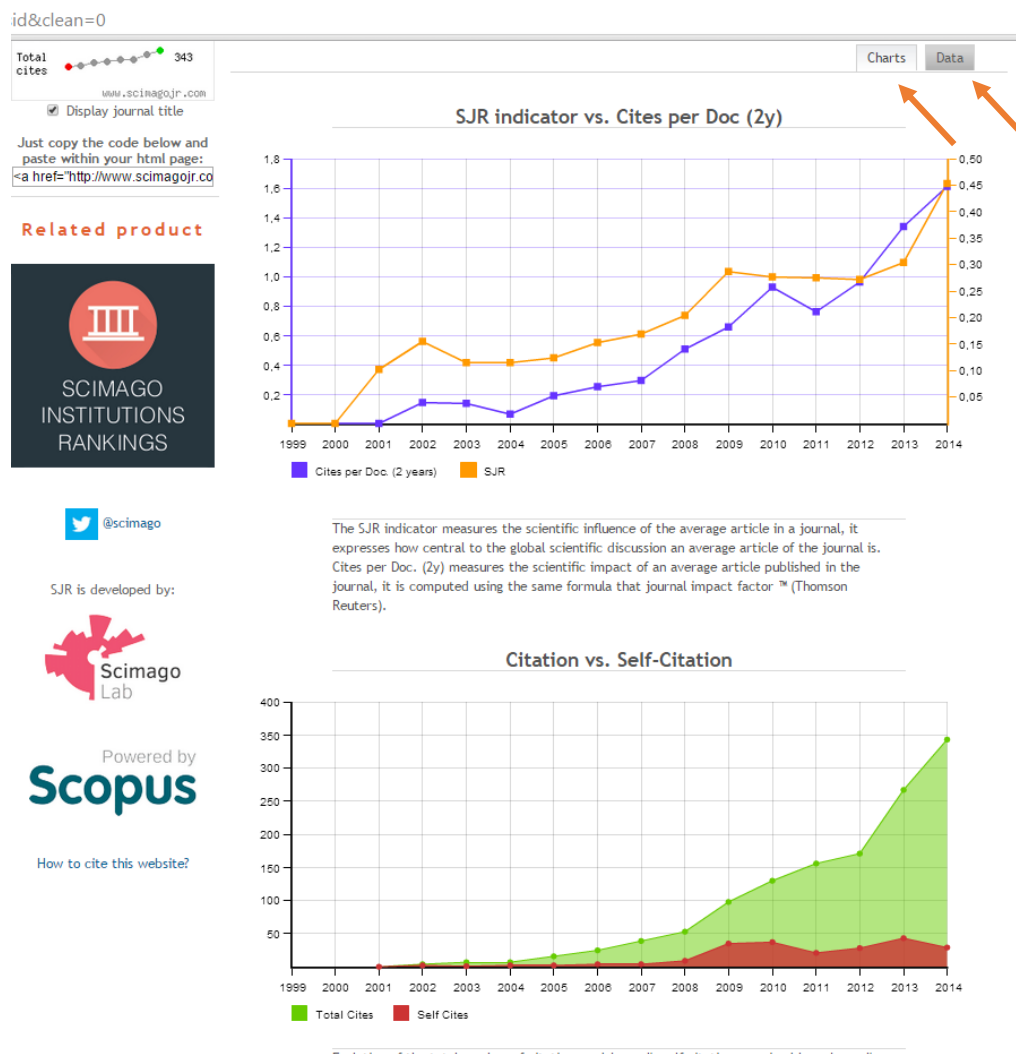 sid&clean=0
Total cites 343
www.scimagojr.com
Display journal title
Just copy the code below and
paste within your html page:
<a href="http://www.scimagojr.co
Related product
SCIMAGO
INSTITUTIONS
RANKINGS
@scimago
SJR is developed by:
Scimago
Lab
Powered by
Scopus
How to cite this website?
Charts Data
SJR indicator vs. Cites per Doc (2y)
1,8
1,6
1,4
1,2
1,0
0,8
0,6
0,4
0,2
0,50
0,45
0,40
0,35
0,30
0,25
0,20
0,15
0,10
0,05
1999 2000 2001 2002 2003 2004 2005 2006 2007 2008 2009 2010 2011 2012 2013 2014
Cites per Doc. (2 years) SJR
The SJR indicator measures the scientific influence of the average article in a journal, it
expresses how central to the global scientific discussion an average article of the journal is.
Cites per Doc. (2y) measures the scientific impact of an average article published in the
journal, it is computed using the same formula that journal impact factor ™ (Thomson
Reuters).
Citation vs. Self-Citation
400
350
300
250
200
150
100
50
1999 2000 2001 2002 2003 2004 2005 2006 2007 2008 2009 2010 2011 2012 2013 2014
Total Cites Self Cites